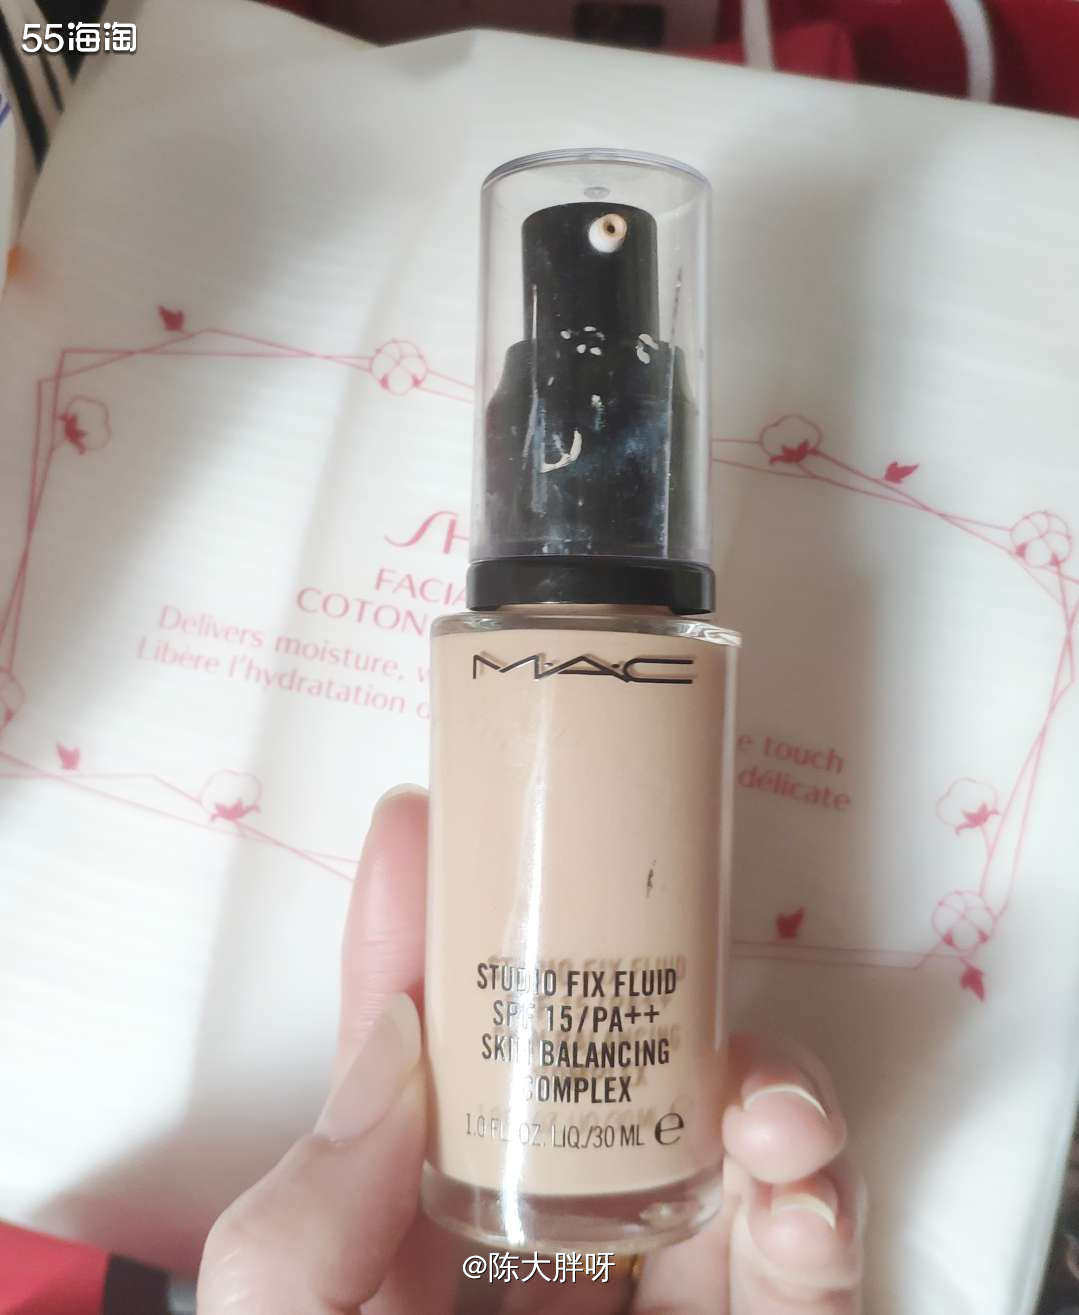 55海淘
SH
FACIA
COTON
Delivers moisture, w
Libère l'hydratation d
e touch
délicate
MAC
STUDIO FIX FLUID
SPF 15/PA++
SKIN BALANCING
COMPLEX
1.0 FL. OZ. LIQ./30 ML e
@陈大胖呀